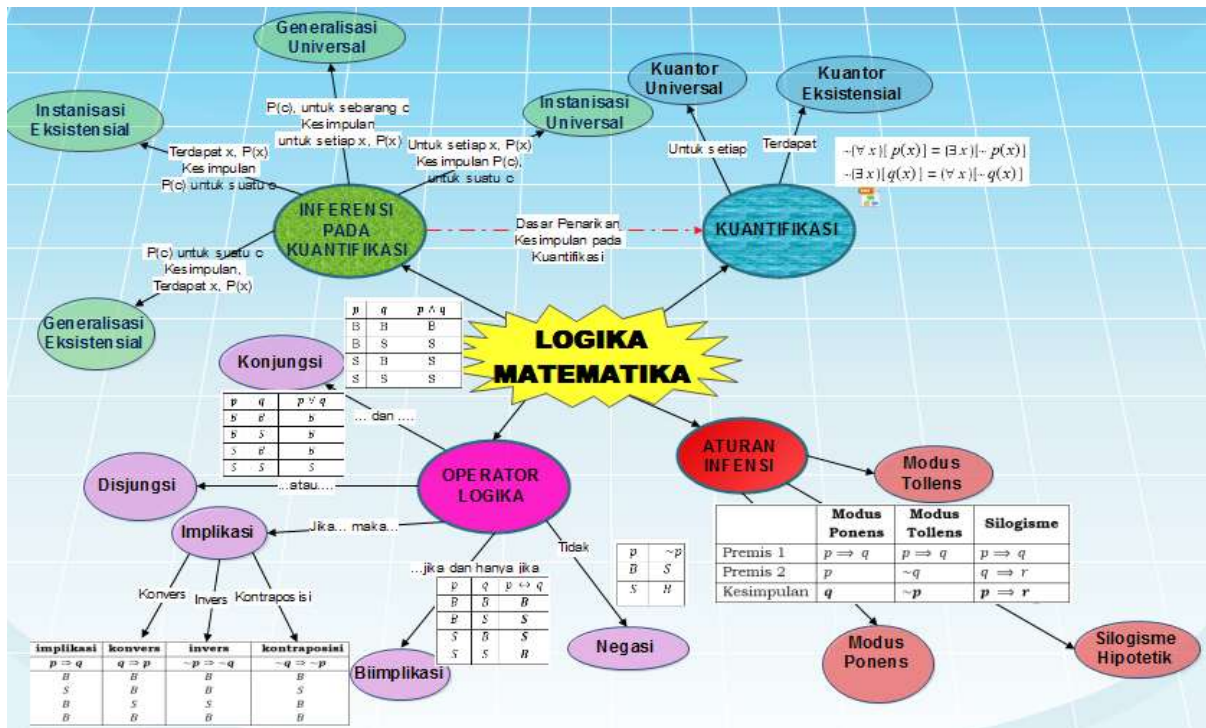 Generalisasi
Universal
Kuantor
Universal
Kuantor
Eksistensial
Instanisasi
Eksistensial
P(c), untuk sebarang c
Kesimpulan
untuk setiap x, P(x)
Instanisasi
Universal
Terdapat x, P(x)
Kesimpulan
P(c) untuk suatu c
Untuk setiap x, P(x)
Kesimpulan P(c),
untuk suatu c
Untuk setiap
Terdapat
~(∀x)[p(x)] = (∃x)[~p(x)]
~(∃x)[q(x)] = (∀x)[~q(x)]
INFERENSI
PADA
KUANTIFIKASI
Dasar Penarikan
Kesimpulan pada
Kuantifikasi
KUANTIFIKASI
P(c) untuk suatu c
Kesimpulan,
Terdapat x, P(x)
Generalisasi
Eksistensial
LOGIKA
MATEMATIKA
p q p ∧ q
B B B
B S S
S B S
S S S
Konjungsi
... dan ....
p q p ∨ q
B B B
B S B
S B B
S S S
OPERATOR
LOGIKA
Disjungsi
...atau....
Implikasi
Jika... maka...
Konvers
Invers
Kontraposisi
implikasi konvers invers kontraposisi
p ⇒ q q ⇒ p ~p ⇒ ~q ~q ⇒ ~p
B B B B
S B B S
B S S B
B B B B
...jika dan hanya jika
p q p ↔ q
B B B
B S S
S B S
S S B
Biimplikasi
Tidak
p ~p
B S
S B
Negasi
ATURAN
INFENSI
Modus
Tollens
Modus Ponens Modus Tollens Silogisme
Premis 1 p ⇒ q p ⇒ q p ⇒ q
Premis 2 p ~q q ⇒ r
Kesimpulan q ~p p ⇒ r
Modus
Ponens
Silogisme
Hipotetik